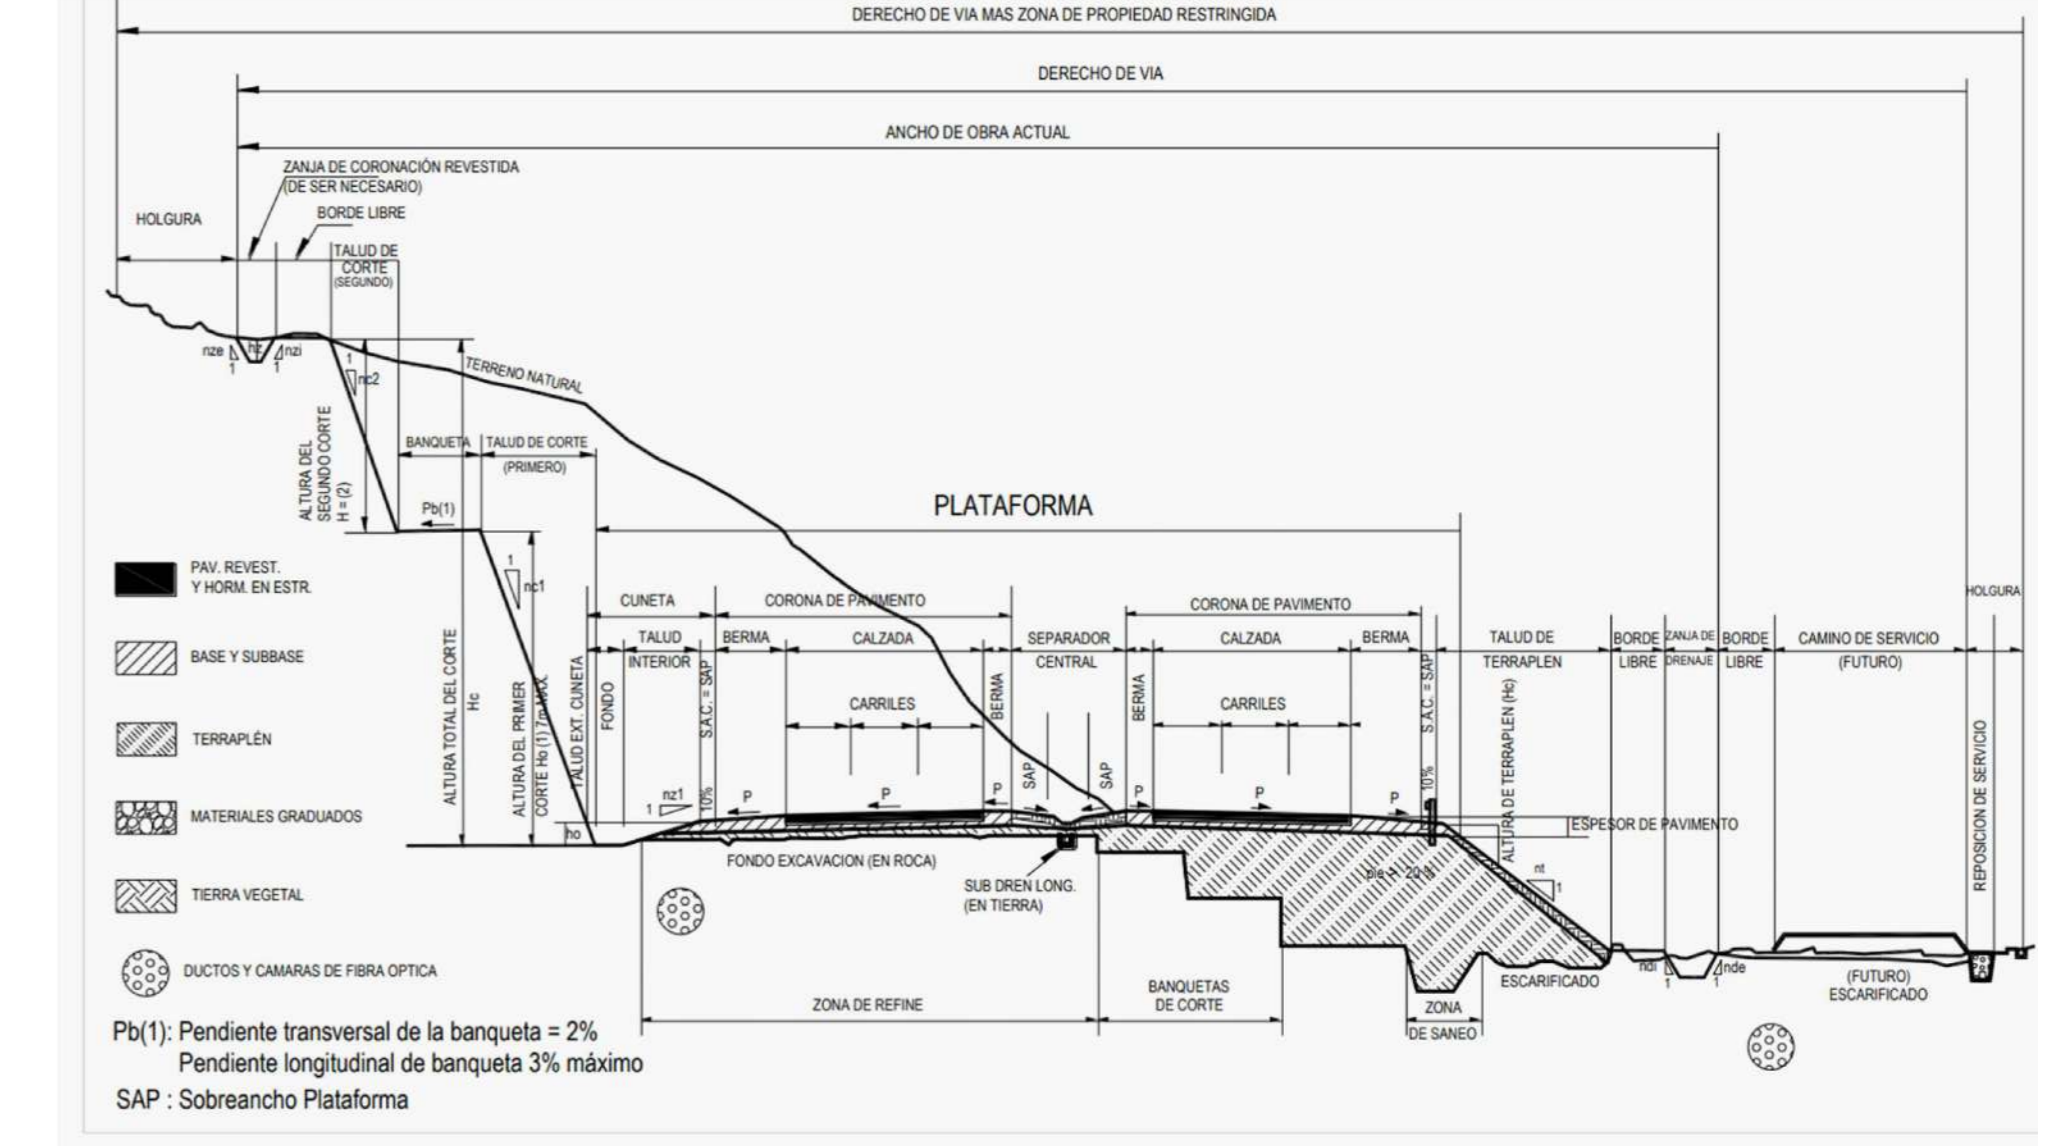 DERECHO DE VIA MAS ZONA DE PROPIEDAD RESTRINGIDA
DERECHO DE VIA
ANCHO DE OBRA ACTUAL
ZANJA DE CORONACIÓN REVESTIDA
(DE SER NECESARIO)
HOLGURA
BORDE LIBRE
TALUD DE
CORTE
(SEGUNDO)
nze
hz
nzi
1
1
1
nc2
TERRENO NATURAL
ALTURA DEL
SEGUNDO CORTE
H = (2)
BANQUETA
TALUD DE CORTE
(PRIMERO)
Pb(1)
PLATAFORMA
1
nc1
PAV. REVEST.
Y HORM. EN ESTR.
BASE Y SUBBASE
TERRAPLÉN
MATERIALES GRADUADOS
TIERRA VEGETAL
DUCTOS Y CAMARAS DE FIBRA OPTICA
ALTURA TOTAL DEL CORTE
Hc
ALTURA DEL PRIMER
CORTE Ho (1) 7m MAX.
TALUD EXT. CUNETA
CUNETA
CORONA DE PAVIMENTO
CORONA DE PAVIMENTO
HOLGURA
FONDO
TALUD
INTERIOR
S.A.C. = SAP
10%
BERMA
CALZADA
BERMA
SEPARADOR
CENTRAL
BERMA
CALZADA
BERMA
S.A.C. = SAP
10%
TALUD DE
TERRAPLEN
BORDE
LIBRE
ZANJA DE
DRENAJE
BORDE
LIBRE
CAMINO DE SERVICIO
(FUTURO)
CARRILES
CARRILES
SAP
SAP
ALTURA DE TERRAPLEN (Hc)
REPOSICION DE SERVICIO
nz1
1
P
P
P
P
P
P
ho
ESPESOR DE PAVIMENTO
FONDO EXCAVACION (EN ROCA)
SUB DREN LONG.
(EN TIERRA)
pie > 20 %
nt
1
ndi
1
nde
1
ESCARIFICADO
(FUTURO)
ESCARIFICADO
ZONA DE REFINE
BANQUETAS
DE CORTE
ZONA
DE SANEO
Pb(1): Pendiente transversal de la banqueta = 2%
Pendiente longitudinal de banqueta 3% máximo
SAP : Sobreancho Plataforma